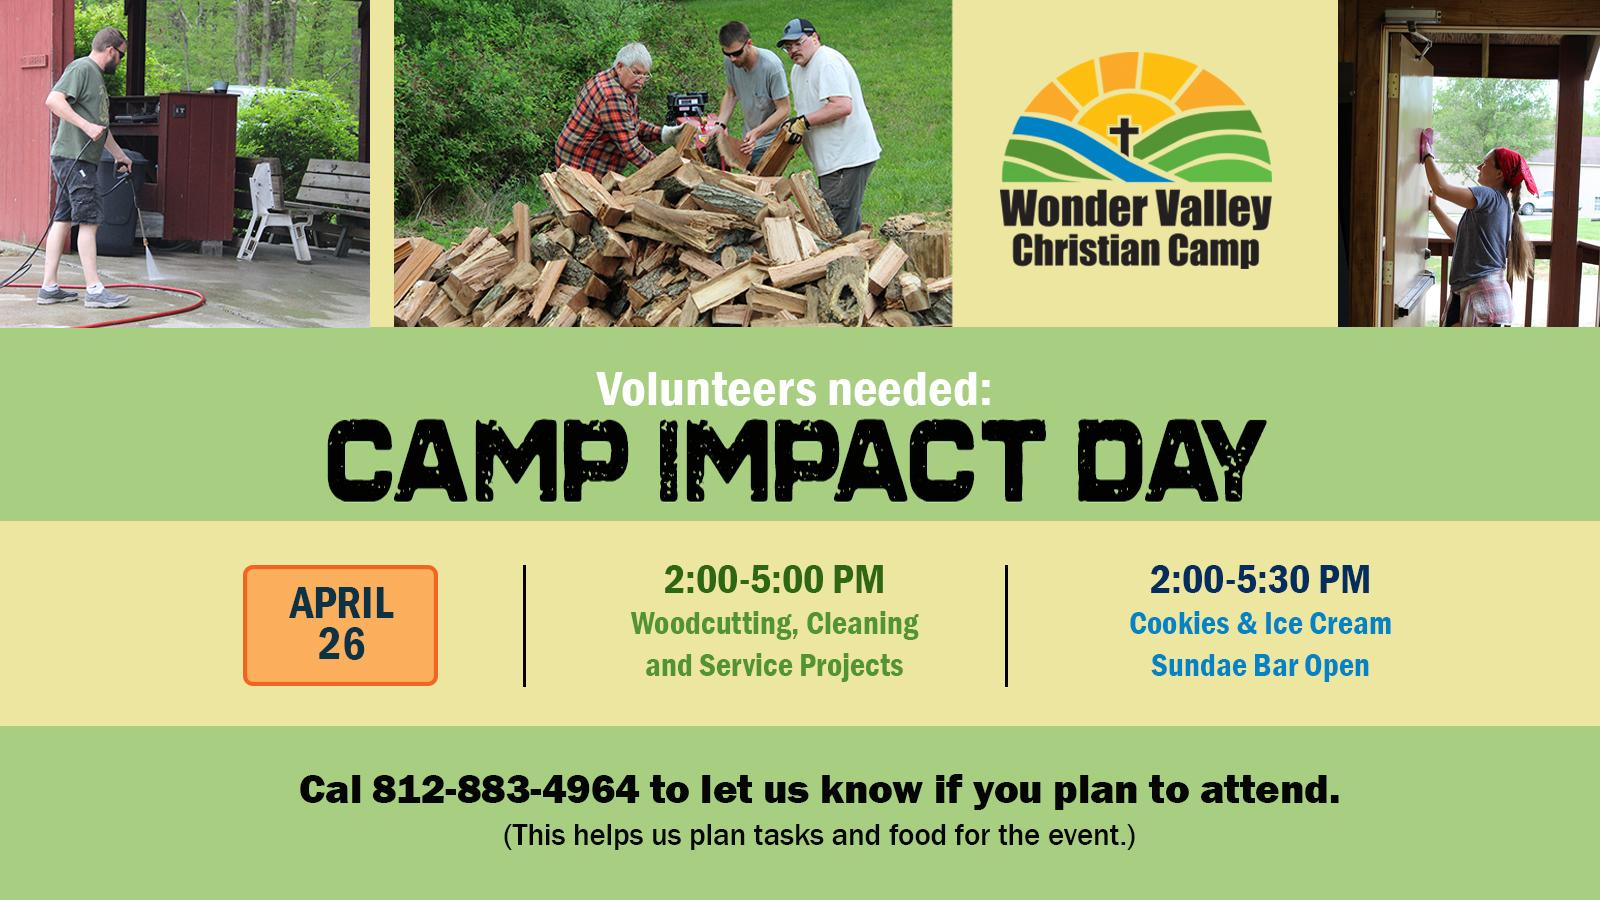 Wonder Valley
Christian Camp
Volunteers needed:
CAMP IMPACT DAY
APRIL
26
2:00-5:00 PM
Woodcutting, Cleaning
and Service Projects
2:00-5:30 PM
Cookies & Ice Cream
Sundae Bar Open
Cal 812-883-4964 to let us know if you plan to attend.
(This helps us plan tasks and food for the event.)